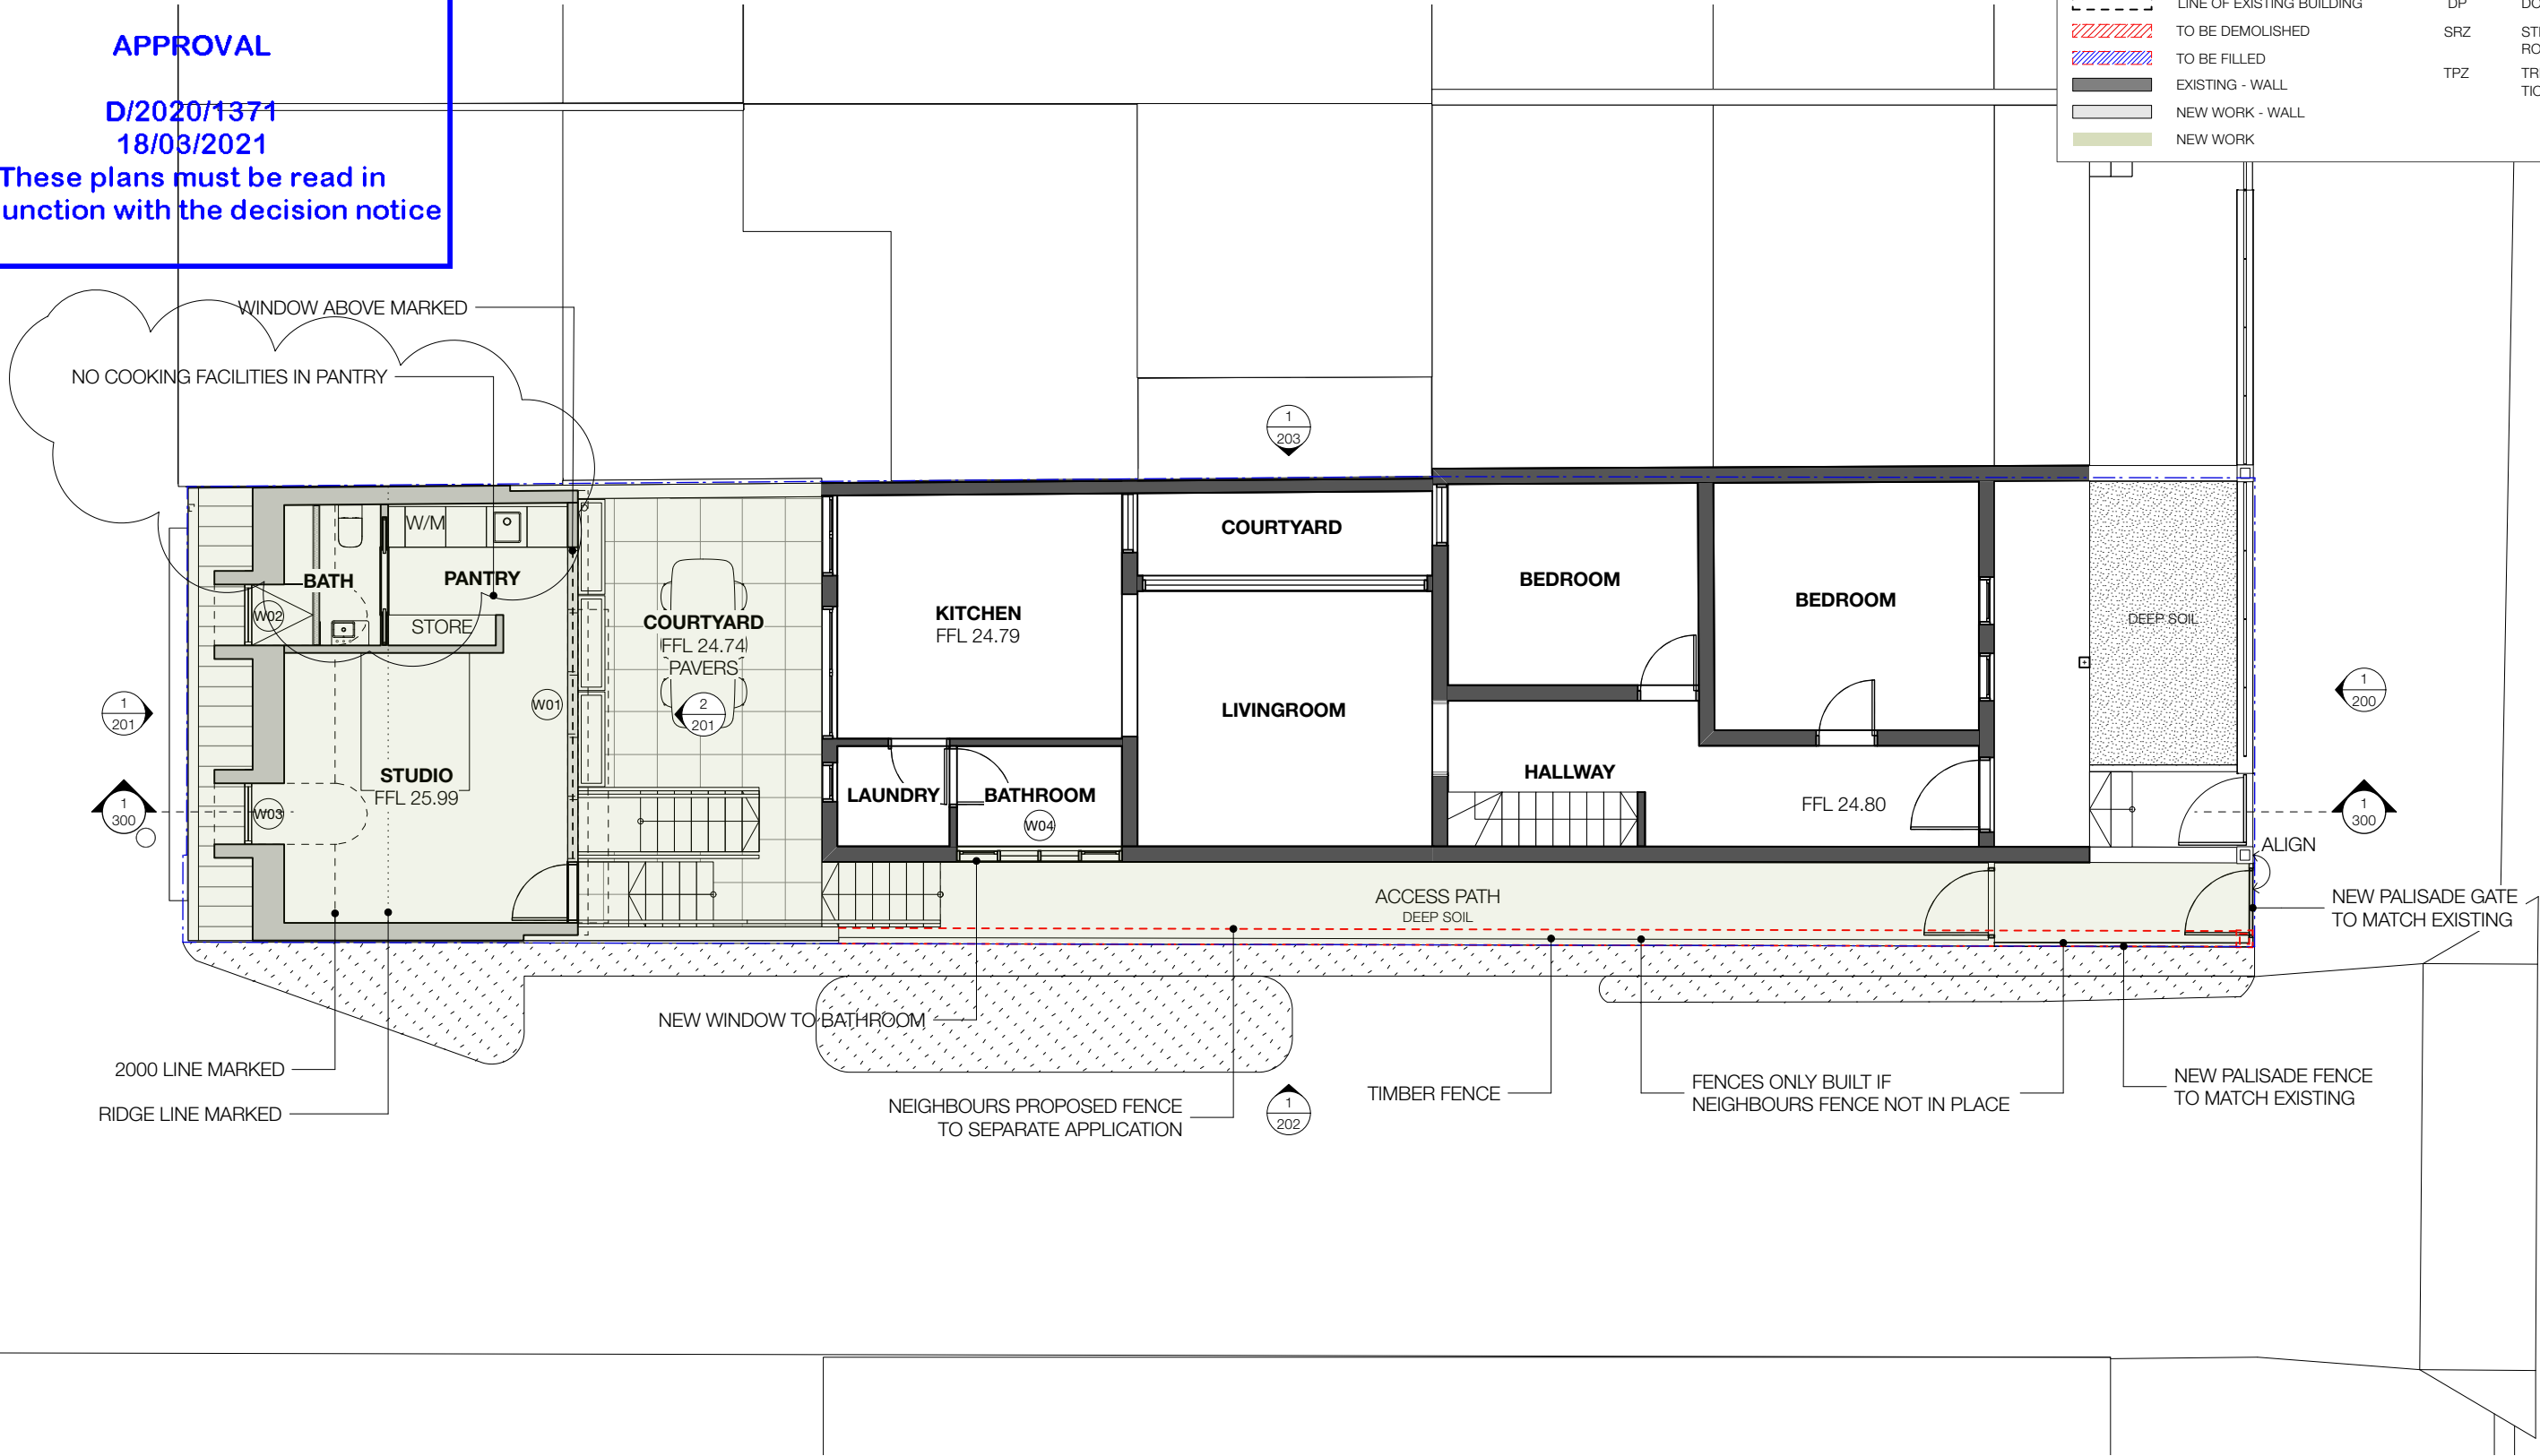 APPROVAL
D/2020/1371
18/03/2021
These plans must be read in
unction with the decision notice
LINE OF EXISTING BUILDING
TO BE DEMOLISHED
TO BE FILLED
EXISTING - WALL
NEW WORK - WALL
NEW WORK
DP
SRZ
TPZ
DO
ST
RO
TR
TIO
WINDOW ABOVE MARKED
NO COOKING FACILITIES IN PANTRY
1
203
W/M
BATH
PANTRY
W02
STORE
COURTYARD
FFL 24.74
PAVERS
KITCHEN
FFL 24.79
COURTYARD
LIVINGROOM
BEDROOM
BEDROOM
DEEP SOIL
1
201
W01
2
201
1
200
STUDIO
FFL 25.99
W03
1
300
LAUNDRY
BATHROOM
W04
HALLWAY
FFL 24.80
1
300
ALIGN
ACCESS PATH
DEEP SOIL
NEW PALISADE GATE
TO MATCH EXISTING
NEW WINDOW TO BATHROOM
2000 LINE MARKED
RIDGE LINE MARKED
NEIGHBOURS PROPOSED FENCE
TO SEPARATE APPLICATION
1
202
TIMBER FENCE
FENCES ONLY BUILT IF
NEIGHBOURS FENCE NOT IN PLACE
NEW PALISADE FENCE
TO MATCH EXISTING